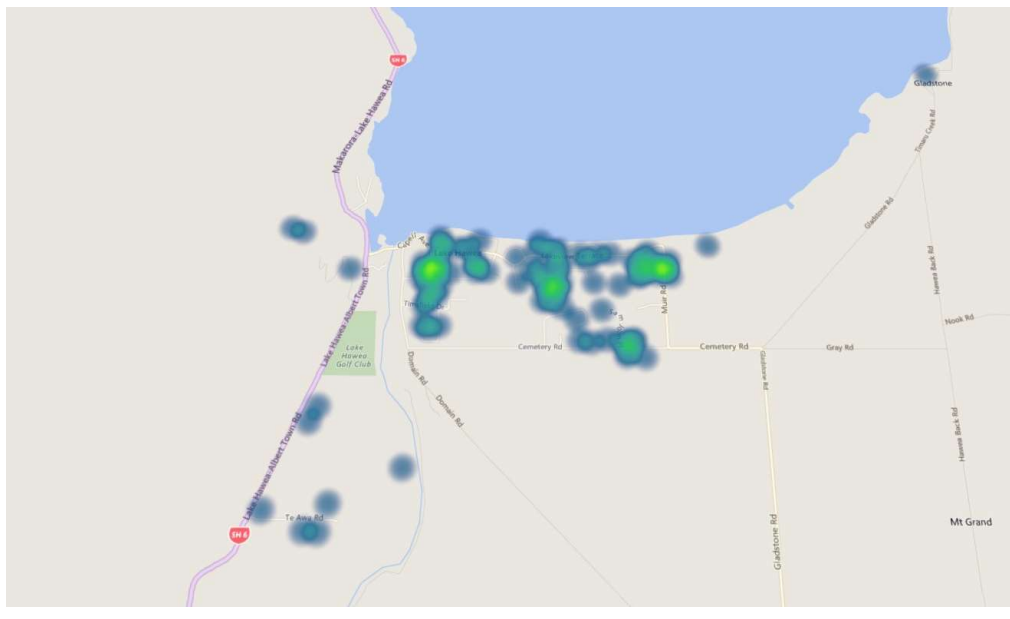 SH 6
Makarora-Lake Hawea Rd
Gladstone
Timaru Creek Rd
Gladstone Rd
Capell Ave
Lake Hawea
Hawea Back Rd
Muir Rd
Nook Rd
Lake Hawea-Albert Town Rd
Lake
Hawea
Golf Club
Cemetery Rd
Cemetery Rd
Gray Rd
Domain Rd
Gladstone Rd
Domain Rd
Hawea Back Rd
Lake Hawea-Albert Town Rd
Te Awa Rd
SH 6
Gladstone Rd
Mt Grand